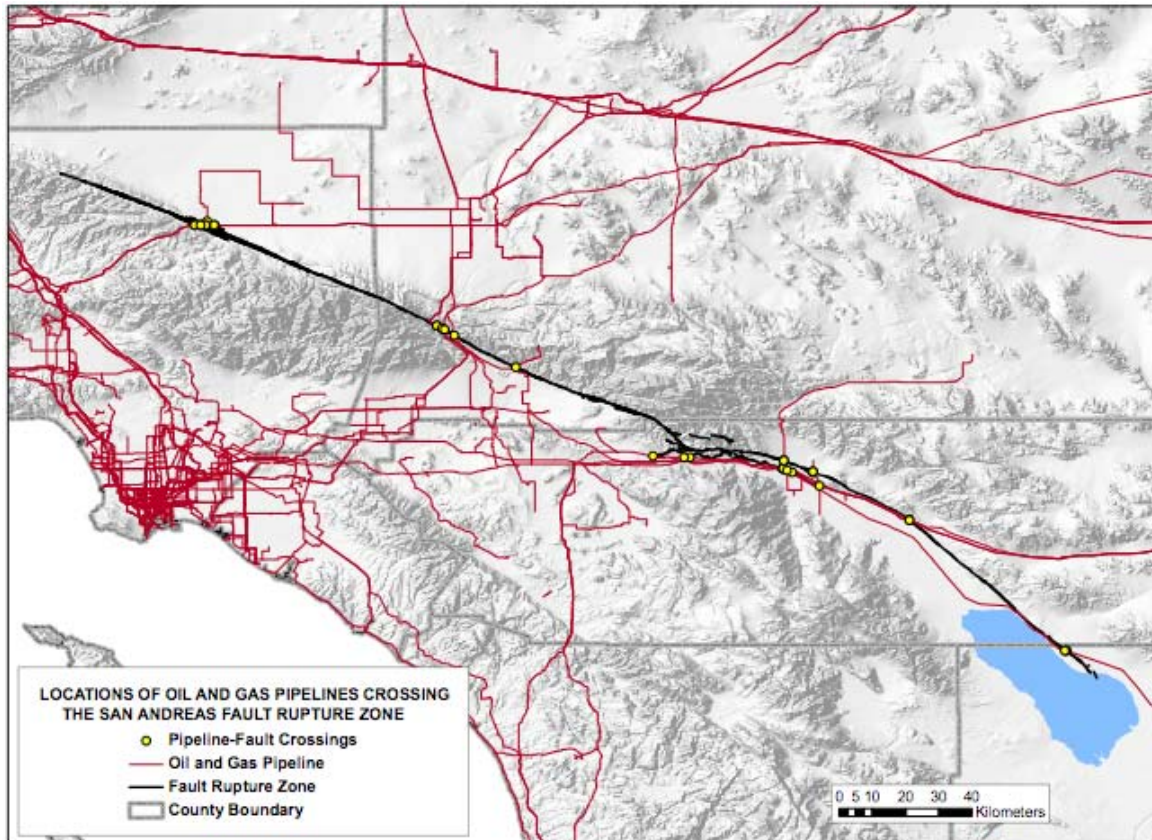 LOCATIONS OF OIL AND GAS PIPELINES CROSSING
THE SAN ANDREAS FAULT RUPTURE ZONE
Pipeline-Fault Crossings
Oil and Gas Pipeline
Fault Rupture Zone
County Boundary
0 5 10 20 30 40
Kilometers